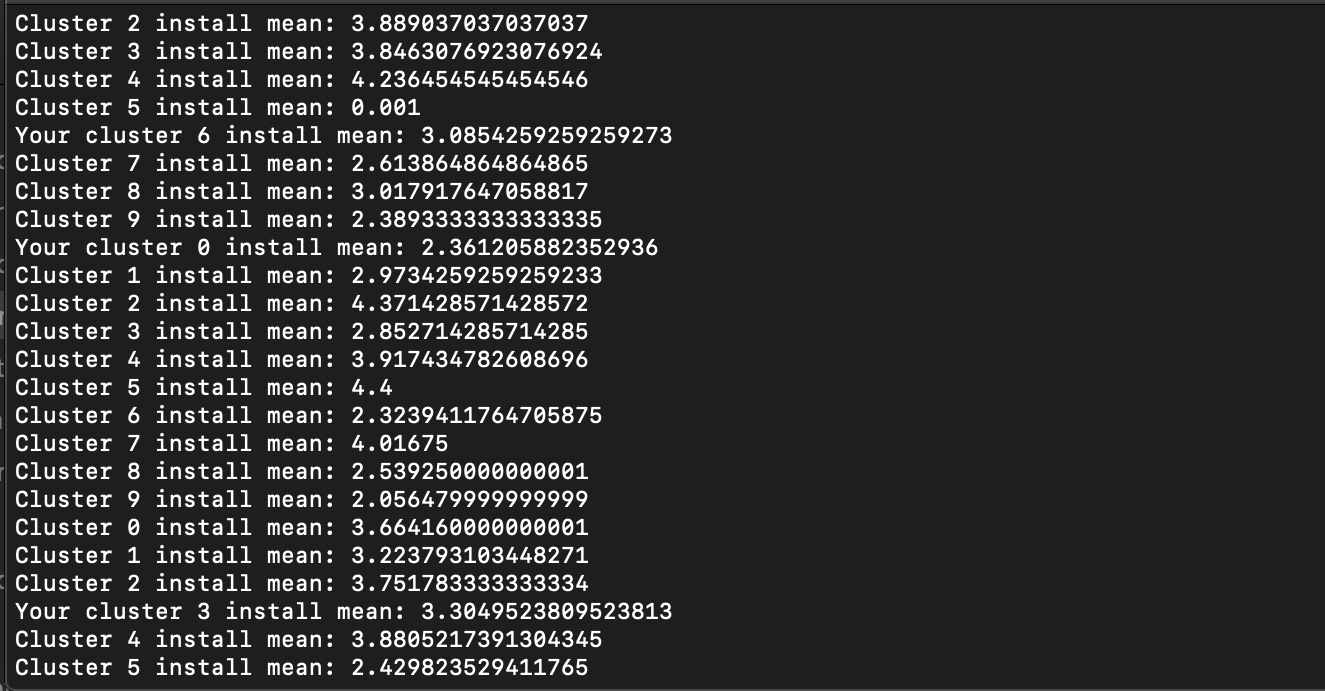 Cluster 2 install mean: 3.889037037037037
Cluster 3 install mean: 3.8463076923076924
Cluster 4 install mean: 4.236454545454546
Cluster 5 install mean: 0.001
Your cluster 6 install mean: 3.0854259259259273
Cluster 7 install mean: 2.613864864864865
Cluster 8 install mean: 3.017917647058817
Cluster 9 install mean: 2.3893333333333335
Your cluster 0 install mean: 2.361205882352936
Cluster 1 install mean: 2.9734259259259233
Cluster 2 install mean: 4.371428571428572
Cluster 3 install mean: 2.852714285714285
Cluster 4 install mean: 3.917434782608696
Cluster 5 install mean: 4.4
Cluster 6 install mean: 2.3239411764705875
Cluster 7 install mean: 4.01675
Cluster 8 install mean: 2.539250000000001
Cluster 9 install mean: 2.056479999999999
Cluster 0 install mean: 3.664160000000001
Cluster 1 install mean: 3.223793103448271
Cluster 2 install mean: 3.751783333333334
Your cluster 3 install mean: 3.3049523809523813
Cluster 4 install mean: 3.8805217391304345
Cluster 5 install mean: 2.429823529411765